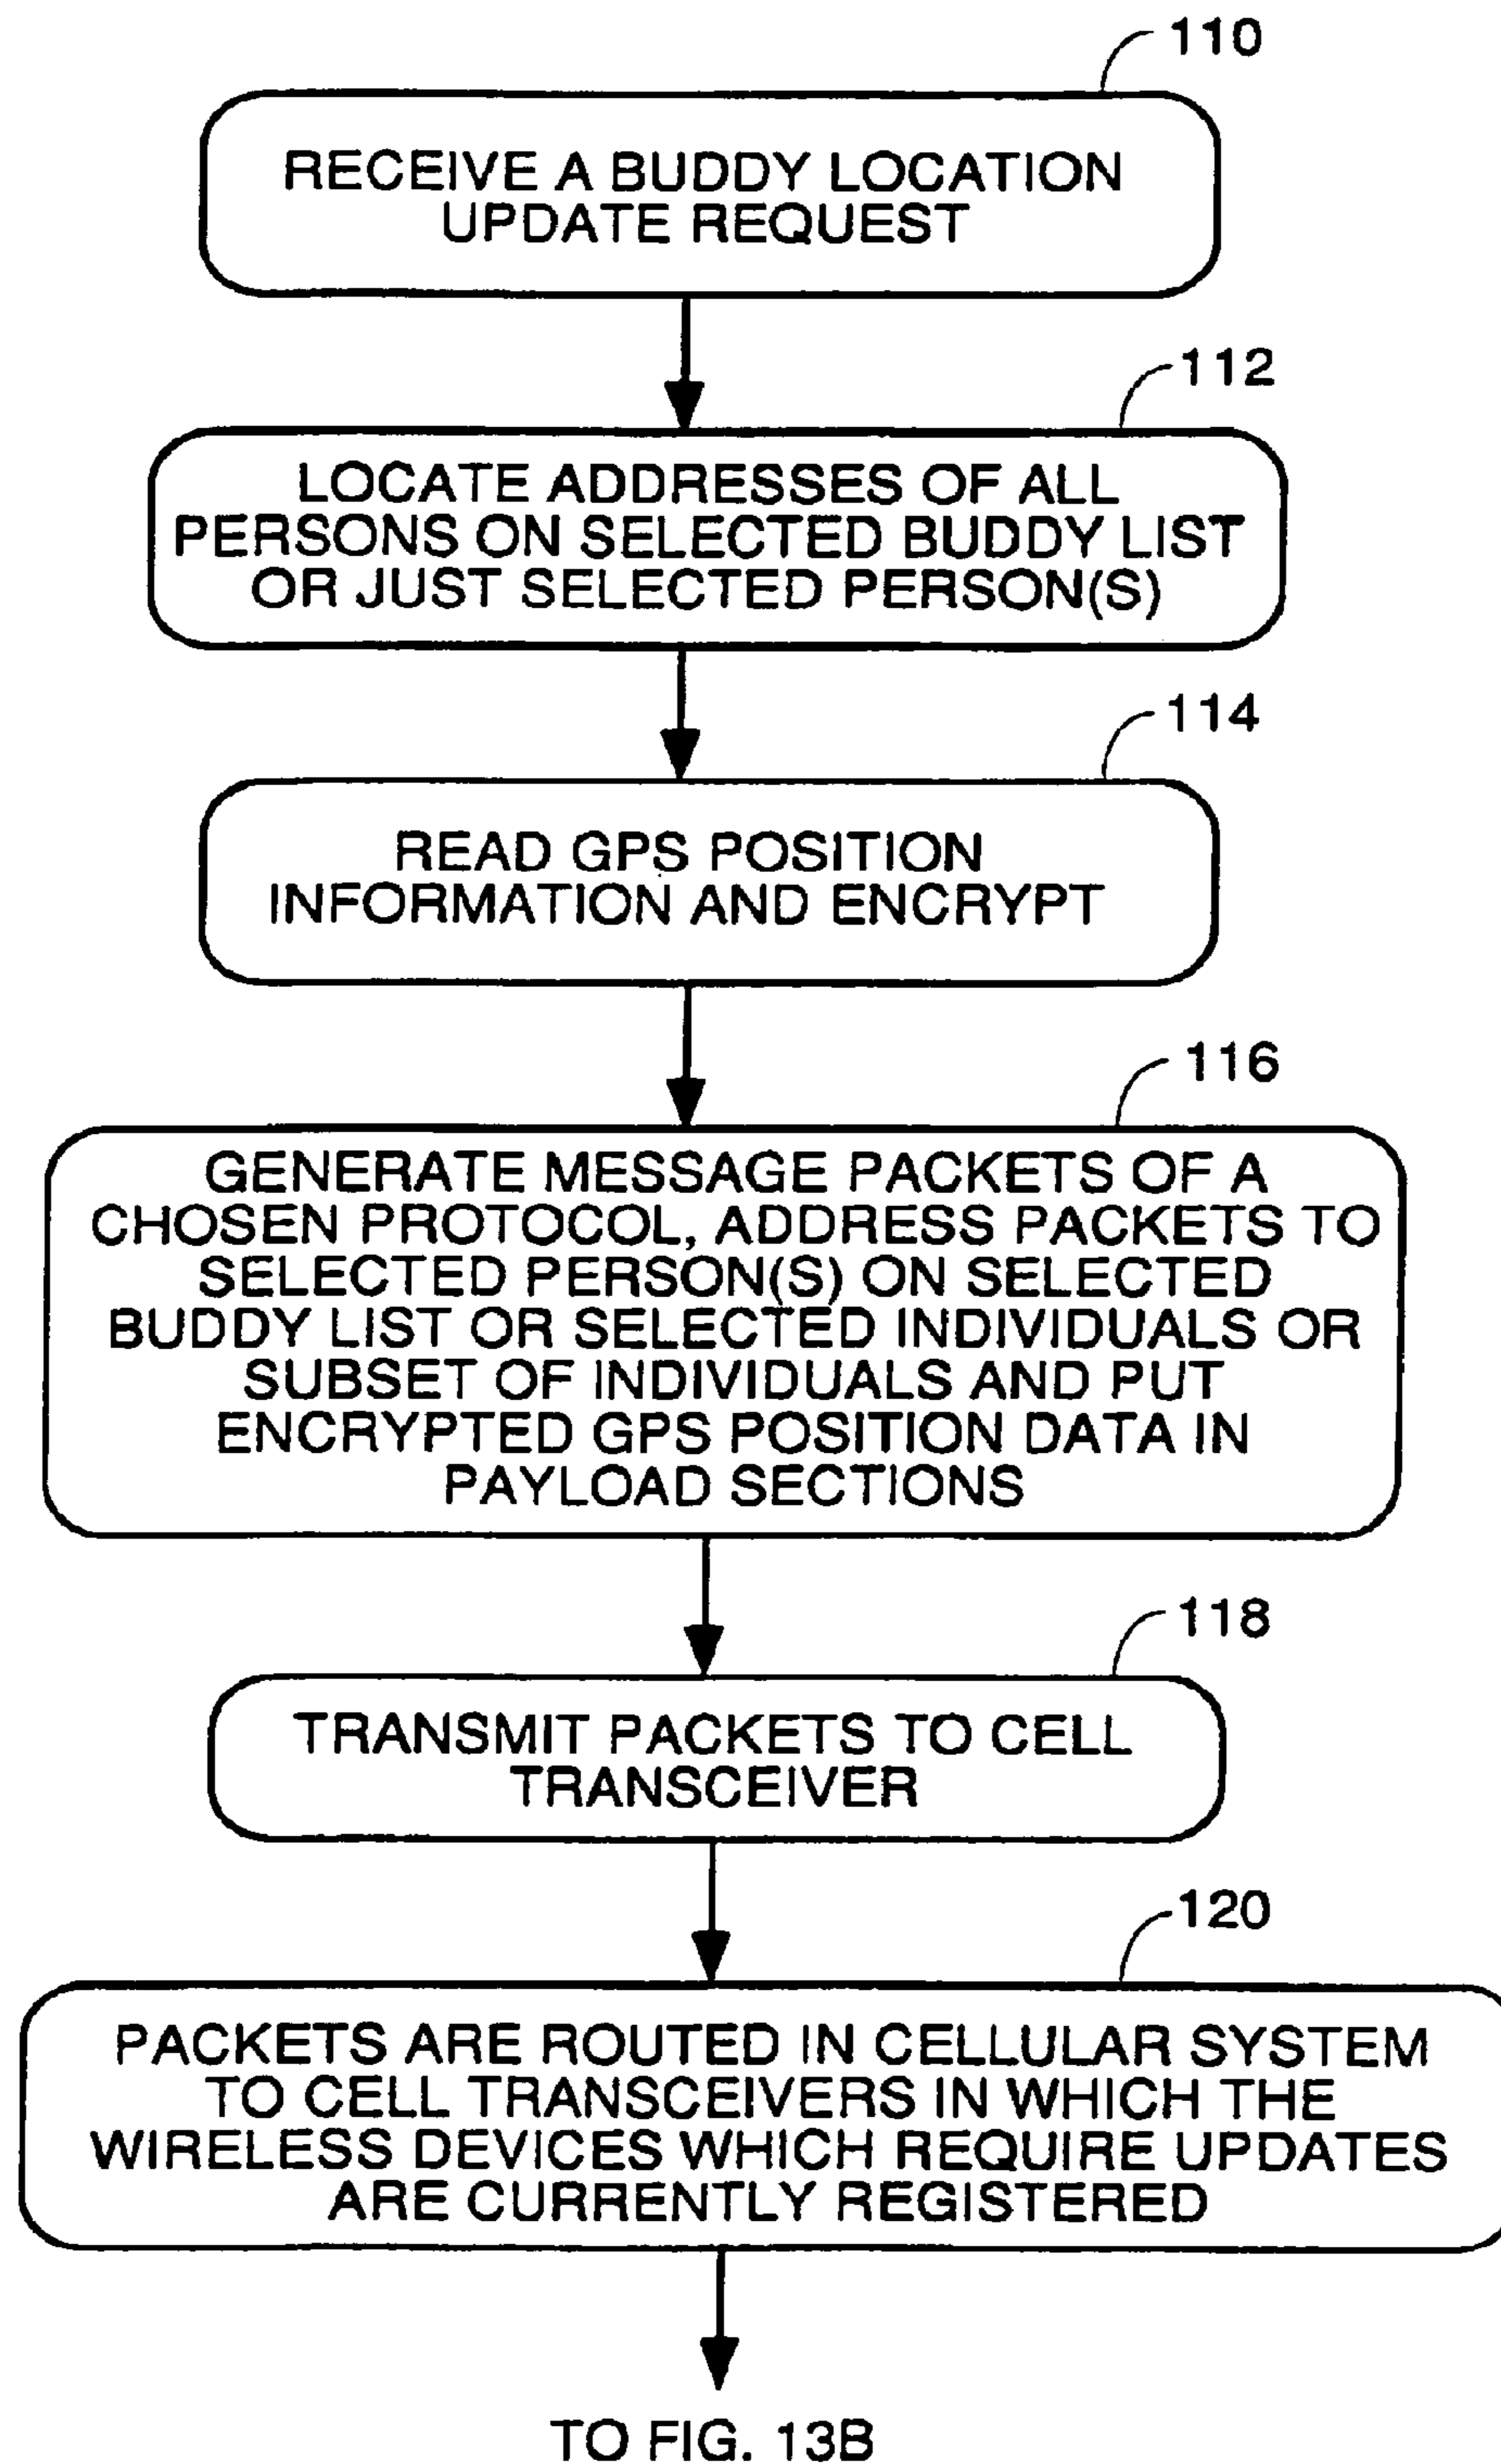 110
RECEIVE A BUDDY LOCATION
UPDATE REQUEST
112
LOCATE ADDRESSES OF ALL
PERSONS ON SELECTED BUDDY LIST
OR JUST SELECTED PERSON(S)
114
READ GPS POSITION
INFORMATION AND ENCRYPT
116
GENERATE MESSAGE PACKETS OF A
CHOSEN PROTOCOL, ADDRESS PACKETS TO
SELECTED PERSON(S) ON SELECTED
BUDDY LIST OR SELECTED INDIVIDUALS OR
SUBSET OF INDIVIDUALS AND PUT
ENCRYPTED GPS POSITION DATA IN
PAYLOAD SECTIONS
118
TRANSMIT PACKETS TO CELL
TRANSCEIVER
120
PACKETS ARE ROUTED IN CELLULAR SYSTEM
TO CELL TRANSCEIVERS IN WHICH THE
WIRELESS DEVICES WHICH REQUIRE UPDATES
ARE CURRENTLY REGISTERED
TO FIG. 13B